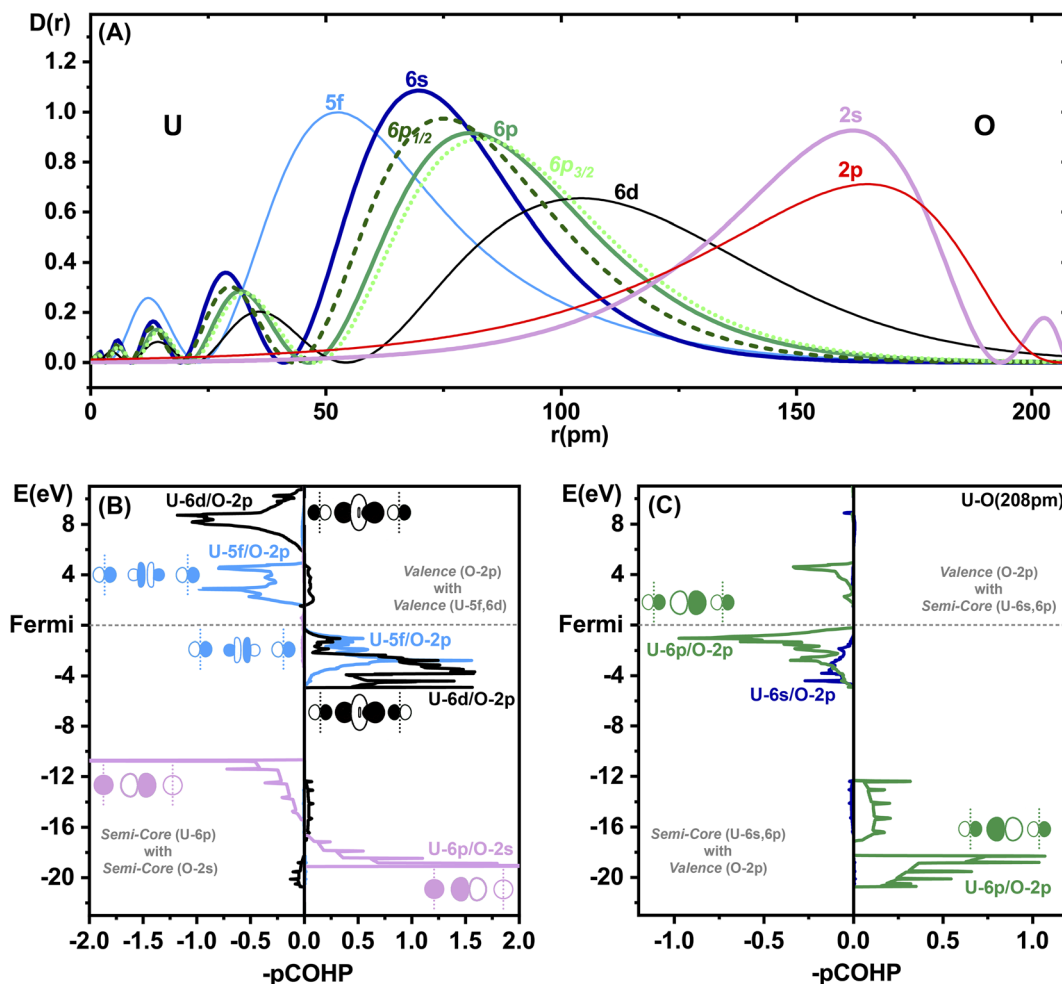 D(r)
(A)
1.2
1.0
0.8
0.6
0.4
0.2
0.0
U
5f
6s
6p1/2
6p
6p3/2
6d
2s
2p
O
0
50
100
150
200
r(pm)
E(eV)
(B)
8
4
Fermi
-4
-8
-12
-16
-20
U-6d/O-2p
U-5f/O-2p
Valence (O-2p)
with
Valence (U-5f,6d)
U-5f/O-2p
U-6d/O-2p
Semi-Core (U-6p)
with
Semi-Core (O-2s)
U-6p/O-2s
-2.0
-1.5
-1.0
-0.5
0.0
0.5
1.0
1.5
2.0
-pCOHP
E(eV)
(C)
U-O(208pm)
8
4
Fermi
-4
-8
-12
-16
-20
Valence (O-2p)
with
Semi-Core (U-6s,6p)
U-6p/O-2p
U-6s/O-2p
Semi-Core (U-6s,6p)
with
Valence (O-2p)
U-6p/O-2p
-1.0
-0.5
0.0
0.5
1.0
-pCOHP